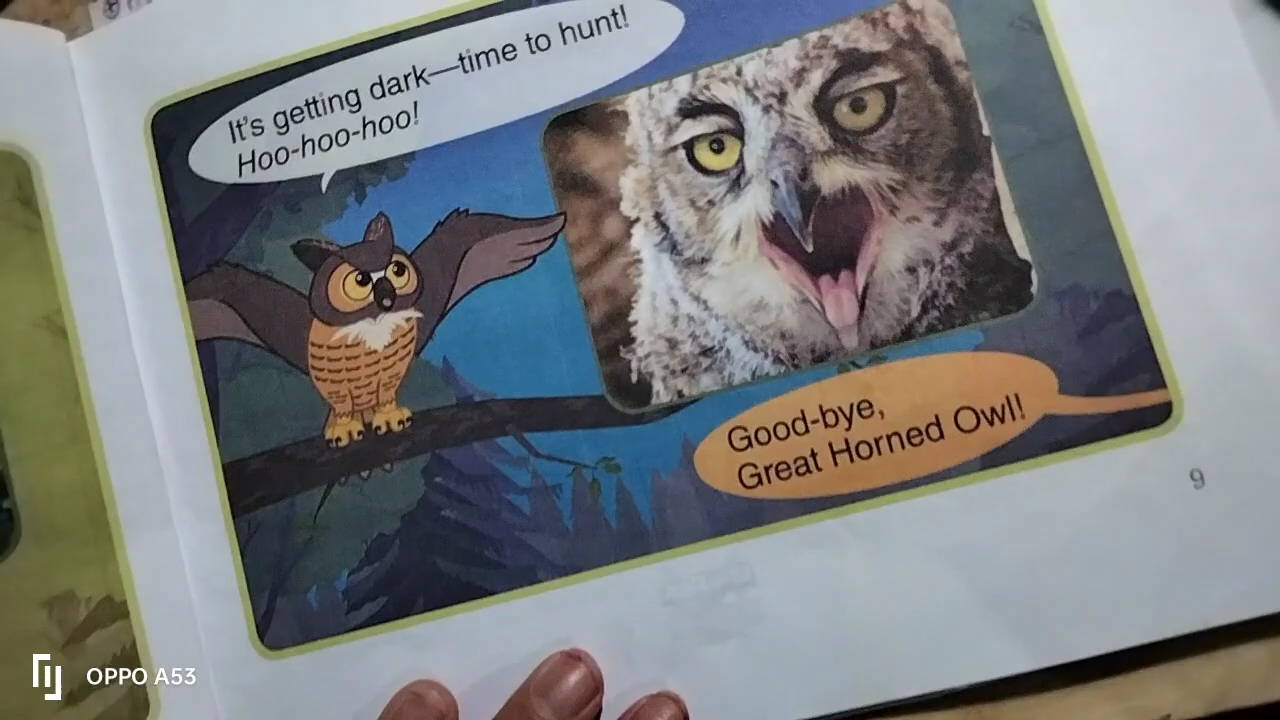 It's getting dark—time to hunt!
Hoo-hoo-hoo!
Good-bye,
Great Horned Owl!
9
OPPO A53